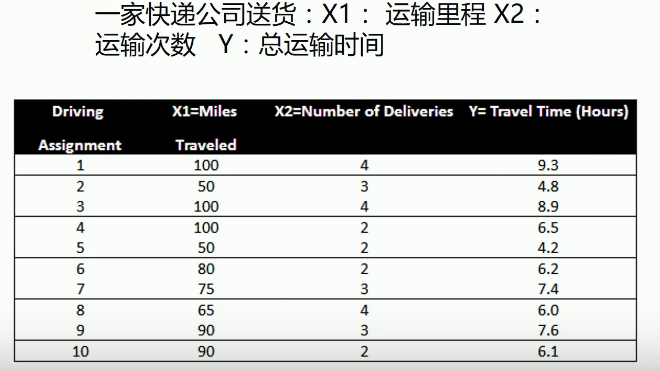 一家快递公司送货：X1： 运输里程 X2：
运输次数 Y：总运输时间
Driving Assignment X1=Miles Traveled X2=Number of Deliveries Y= Travel Time (Hours)
1 100 4 9.3
2 50 3 4.8
3 100 4 8.9
4 100 2 6.5
5 50 2 4.2
6 80 2 6.2
7 75 3 7.4
8 65 4 6.0
9 90 3 7.6
10 90 2 6.1